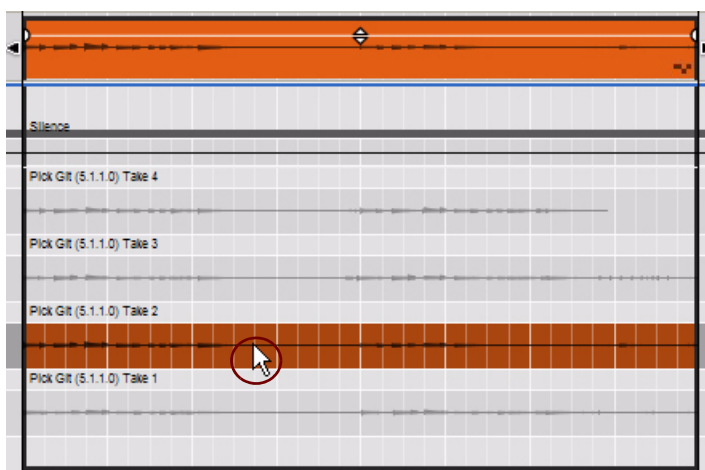 Silence
Pick Git (5.1.1.0) Take 4
Pick Git (5.1.1.0) Take 3
Pick Git (5.1.1.0) Take 2
Pick Git (5.1.1.0) Take 1